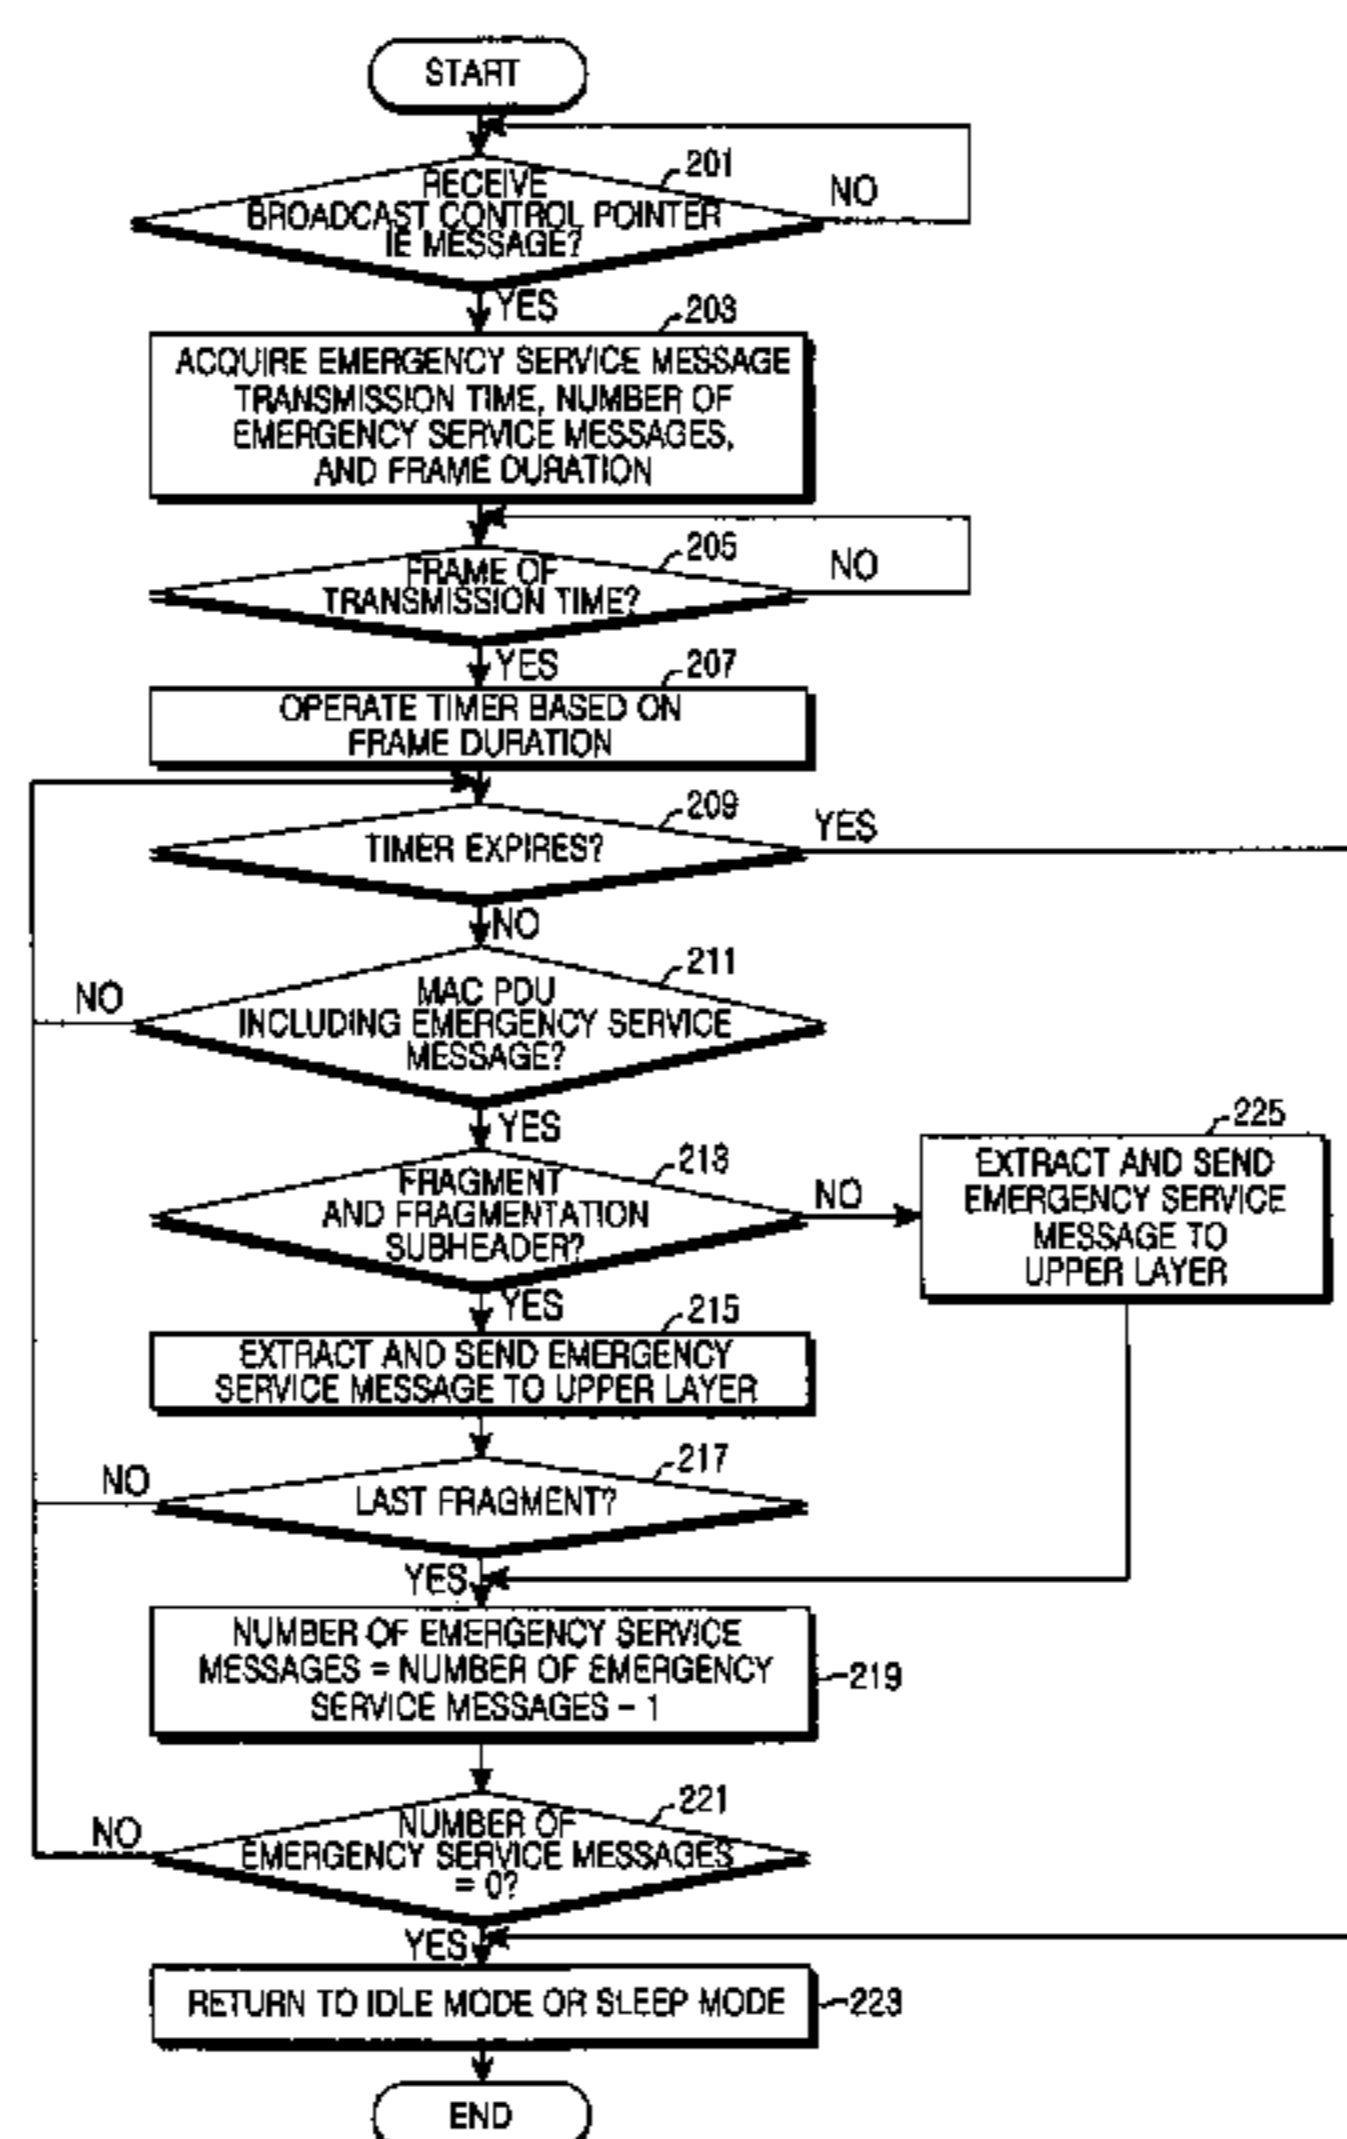 START
201
RECEIVE
BROADCAST CONTROL POINTER
IE MESSAGE?
NO
YES
203
ACQUIRE EMERGENCY SERVICE MESSAGE
TRANSMISSION TIME, NUMBER OF
EMERGENCY SERVICE MESSAGES,
AND FRAME DURATION
205
FRAME OF
TRANSMISSION TIME?
NO
YES
207
OPERATE TIMER BASED ON
FRAME DURATION
209
TIMER EXPIRES?
YES
NO
211
MAC PDU
INCLUDING EMERGENCY SERVICE
MESSAGE?
NO
YES
213
FRAGMENT
AND FRAGMENTATION
SUBHEADER?
NO
225
EXTRACT AND SEND
EMERGENCY SERVICE
MESSAGE TO
UPPER LAYER
YES
215
EXTRACT AND SEND EMERGENCY
SERVICE MESSAGE TO UPPER LAYER
217
LAST FRAGMENT?
NO
YES
NUMBER OF EMERGENCY SERVICE
MESSAGES = NUMBER OF EMERGENCY
SERVICE MESSAGES - 1
219
221
NUMBER OF
EMERGENCY SERVICE MESSAGES
= 0?
NO
YES
RETURN TO IDLE MODE OR SLEEP MODE
223
END